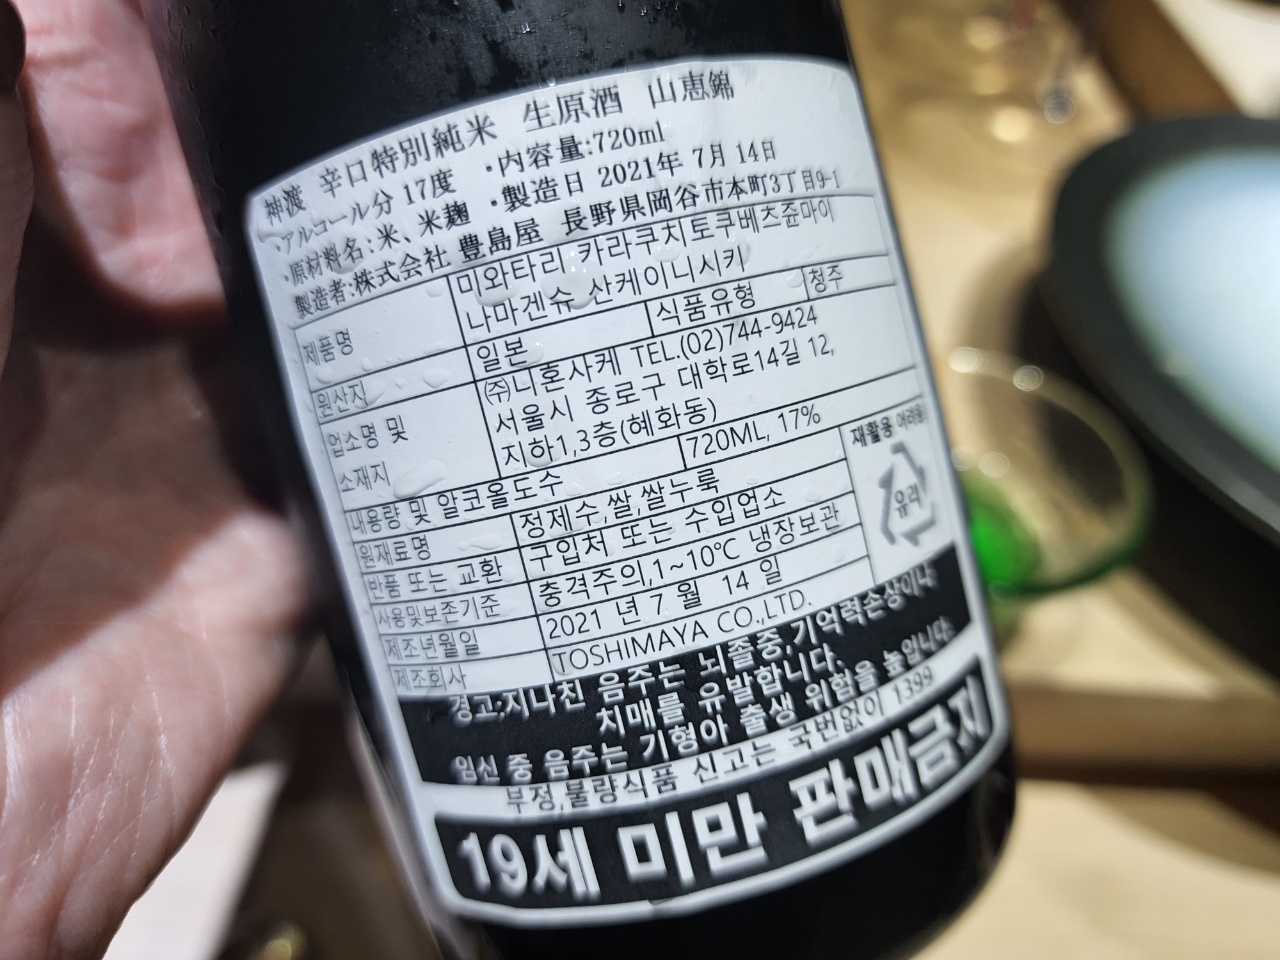 神渡 辛口特別純米 生原酒 山恵錦
・アルコール分 17度 ・内容量:720ml
・原材料名:米、米麹 ・製造日 2021年 7月 14日
製造者:株式会社 豊島屋 長野県岡谷市本町3丁目9-1
제품명 미와타리 카라쿠치토쿠베츠쥰마이
나마겐슈 산케이니시키
원산지 일본 식품유형 청주
업소명 및 소재지 ㈜니혼사케 TEL.(02)744-9424
서울시 종로구 대학로14길 12,
지하1,3층(혜화동)
내용량 및 알코올도수 720ML, 17%
원재료명 정제수,쌀,쌀누룩
반품 또는 교환 구입처 또는 수입업소
사용및보존기준 충격주의,1~10℃ 냉장보관
제조년월일 2021 년 7 월 14 일
제조회사 TOSHIMAYA CO.,LTD.
재활용 어려움
유리
경고:지나친 음주는 뇌졸중,기억력손상이나
치매를 유발합니다.
임신 중 음주는 기형아 출생 위험을 높입니다.
부정,불량식품 신고는 국번없이 1399
19세 미만 판매금지